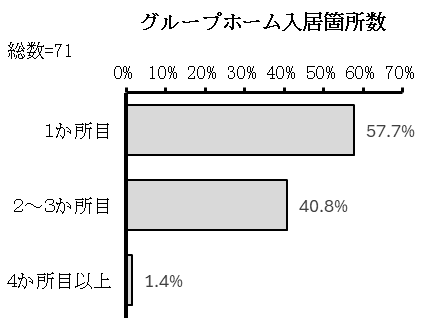 グループホーム入居箇所数
総数=71
0% 10% 20% 30% 40% 50% 60% 70%
1か所目 57.7%
2～3か所目 40.8%
4か所目以上 1.4%